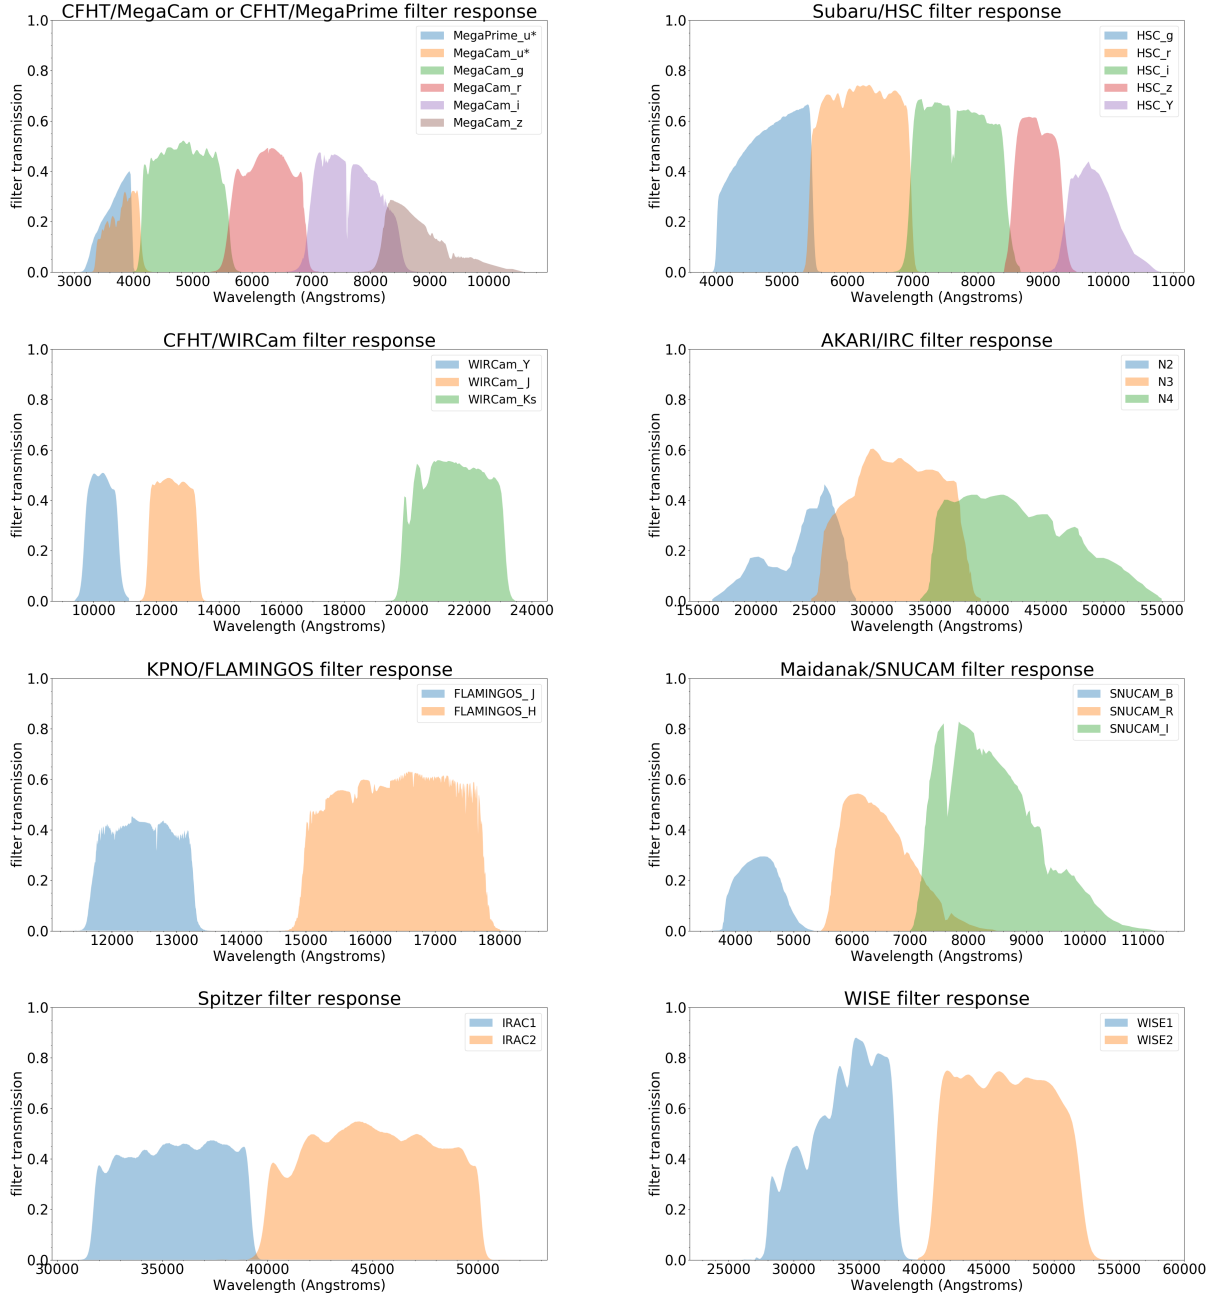 CFHT/MegaCam or CFHT/MegaPrime filter response
1.0
0.8
0.6
0.4
0.2
0.0
filter transmission
MegaPrime_u*
MegaCam_u*
MegaCam_g
MegaCam_r
MegaCam_i
MegaCam_z
3000 4000 5000 6000 7000 8000 9000 10000
Wavelength (Angstroms)
Subaru/HSC filter response
1.0
0.8
0.6
0.4
0.2
0.0
filter transmission
HSC_g
HSC_r
HSC_i
HSC_z
HSC_Y
4000 5000 6000 7000 8000 9000 10000 11000
Wavelength (Angstroms)
CFHT/WIRCam filter response
1.0
0.8
0.6
0.4
0.2
0.0
filter transmission
WIRCam_Y
WIRCam_ J
WIRCam_Ks
10000 12000 14000 16000 18000 20000 22000 24000
Wavelength (Angstroms)
AKARI/IRC filter response
1.0
0.8
0.6
0.4
0.2
0.0
filter transmission
N2
N3
N4
15000 20000 25000 30000 35000 40000 45000 50000 55000
Wavelength (Angstroms)
KPNO/FLAMINGOS filter response
1.0
0.8
0.6
0.4
0.2
0.0
filter transmission
FLAMINGOS_ J
FLAMINGOS_H
12000 13000 14000 15000 16000 17000 18000
Wavelength (Angstroms)
Maidanak/SNUCAM filter response
1.0
0.8
0.6
0.4
0.2
0.0
filter transmission
SNUCAM_B
SNUCAM_R
SNUCAM_I
4000 5000 6000 7000 8000 9000 10000 11000
Wavelength (Angstroms)
Spitzer filter response
1.0
0.8
0.6
0.4
0.2
0.0
filter transmission
IRAC1
IRAC2
30000 35000 40000 45000 50000
Wavelength (Angstroms)
WISE filter response
1.0
0.8
0.6
0.4
0.2
0.0
filter transmission
WISE1
WISE2
25000 30000 35000 40000 45000 50000 55000 60000
Wavelength (Angstroms)